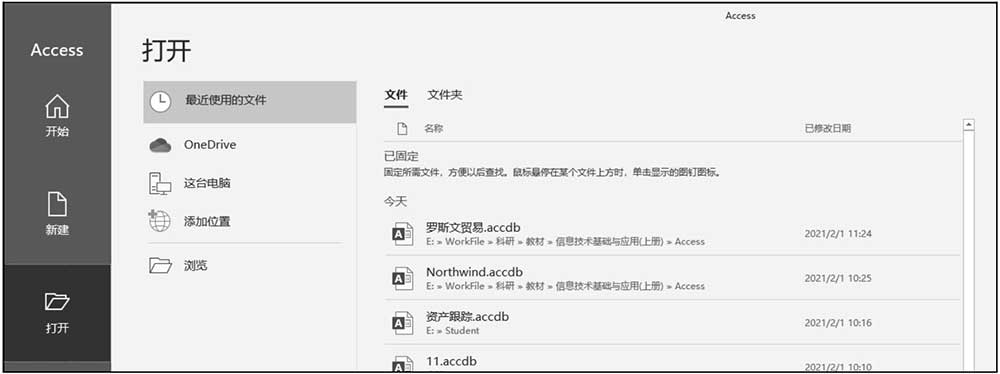 Access
Access
开始
新建
打开
打开
最近使用的文件
OneDrive
这台电脑
添加位置
浏览
文件 文件夹
名称 已修改日期
已固定
固定所需文件，方便以后查找。鼠标悬停在某个文件上方时，单击显示的图钉图标。
今天
罗斯文贸易.accdb
E: » WorkFile » 科研 » 教材 » 信息技术基础与应用(上册) » Access
2021/2/1 11:24
Northwind.accdb
E: » WorkFile » 科研 » 教材 » 信息技术基础与应用(上册) » Access
2021/2/1 10:25
资产跟踪.accdb
E: » Student
2021/2/1 10:16
11.accdb
2021/2/1 10:10